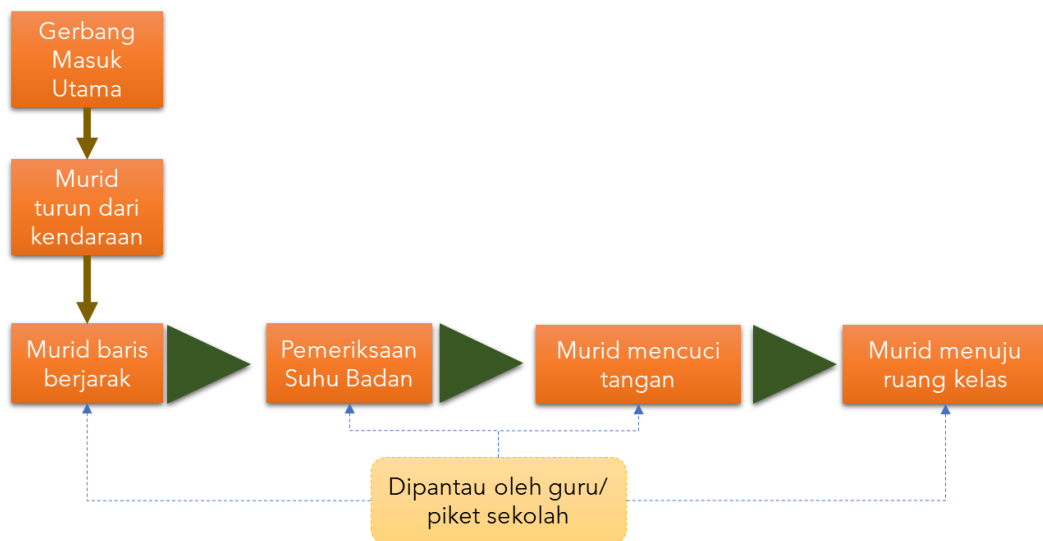 Gerbang
Masuk
Utama
Murid
turun dari
kendaraan
Murid baris
berjarak
Pemeriksaan
Suhu Badan
Murid mencuci
tangan
Murid menuju
ruang kelas
Dipantau oleh guru/
piket sekolah